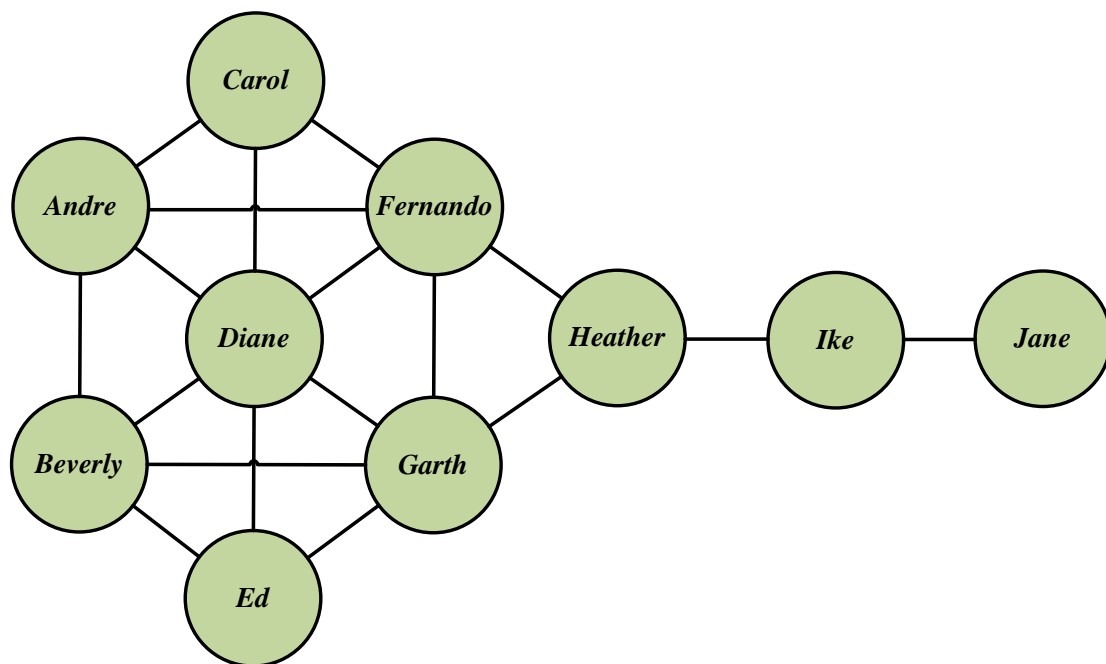 Carol
Andre
Fernando
Diane
Heather
Ike
Jane
Beverly
Garth
Ed